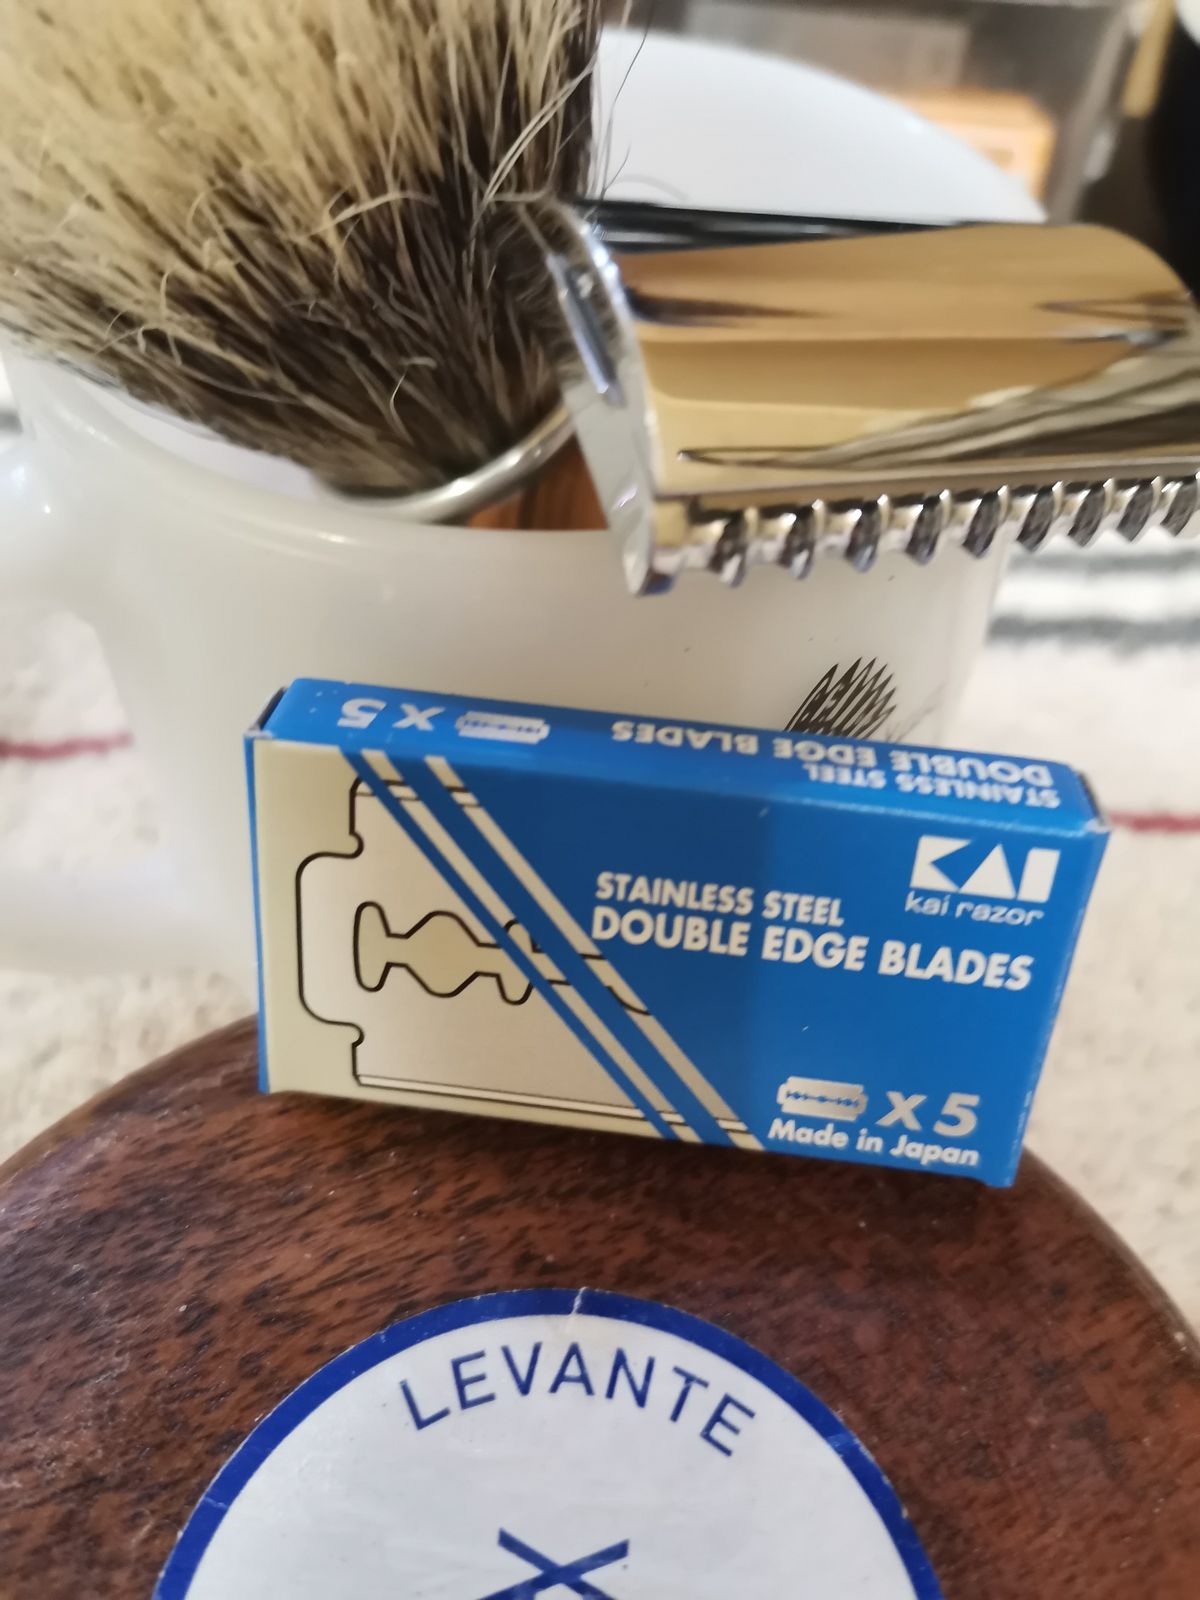 X 5
STAINLESS STEEL
DOUBLE EDGE BLADES
KAI
kai razor
STAINLESS STEEL
DOUBLE EDGE BLADES
X 5
Made in Japan
LEVANTE